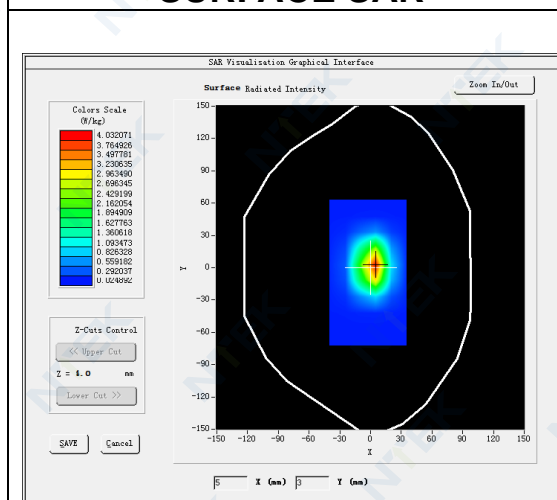 SURFACE SAR
SAR Visualisation Graphical Interface
Surface Radiated Intensity
Zoom In/Out
Colors Scale
(W/kg)
4.032071
3.764926
3.497781
3.230635
2.963490
2.696345
2.429199
2.162054
1.894909
1.627763
1.360618
1.093473
0.826328
0.559182
0.292037
0.024892
150
120
90
60
30
0
-30
-60
-90
-120
-150
Y
-150 -120 -90 -60 -30 0 30 60 90 120 150
X
Z-Cuts Control
<< Upper Cut
Z = 1.0 mm
Lower Cut >>
SAVE Cancel
5 X (mm) 3 Y (mm)
NTEK